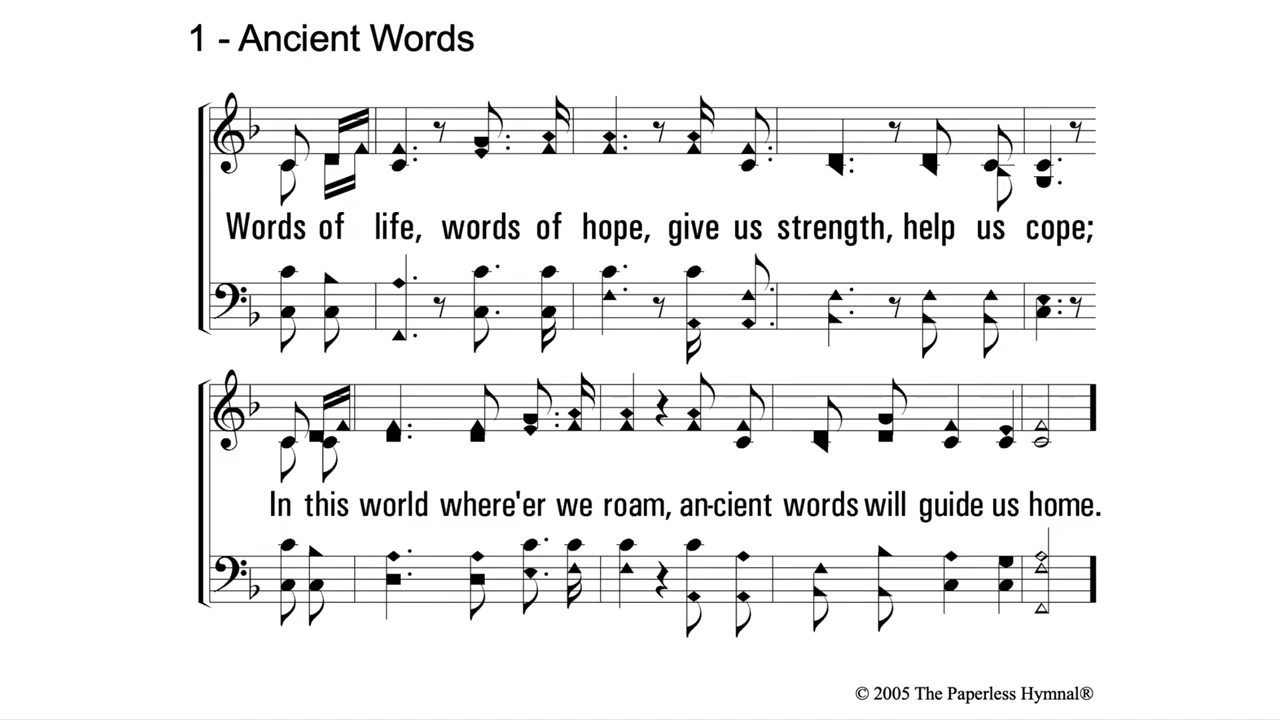 1 - Ancient Words
Words of life, words of hope, give us strength, help us cope;
In this world where'er we roam, an-cient words will guide us home.
© 2005 The Paperless Hymnal®